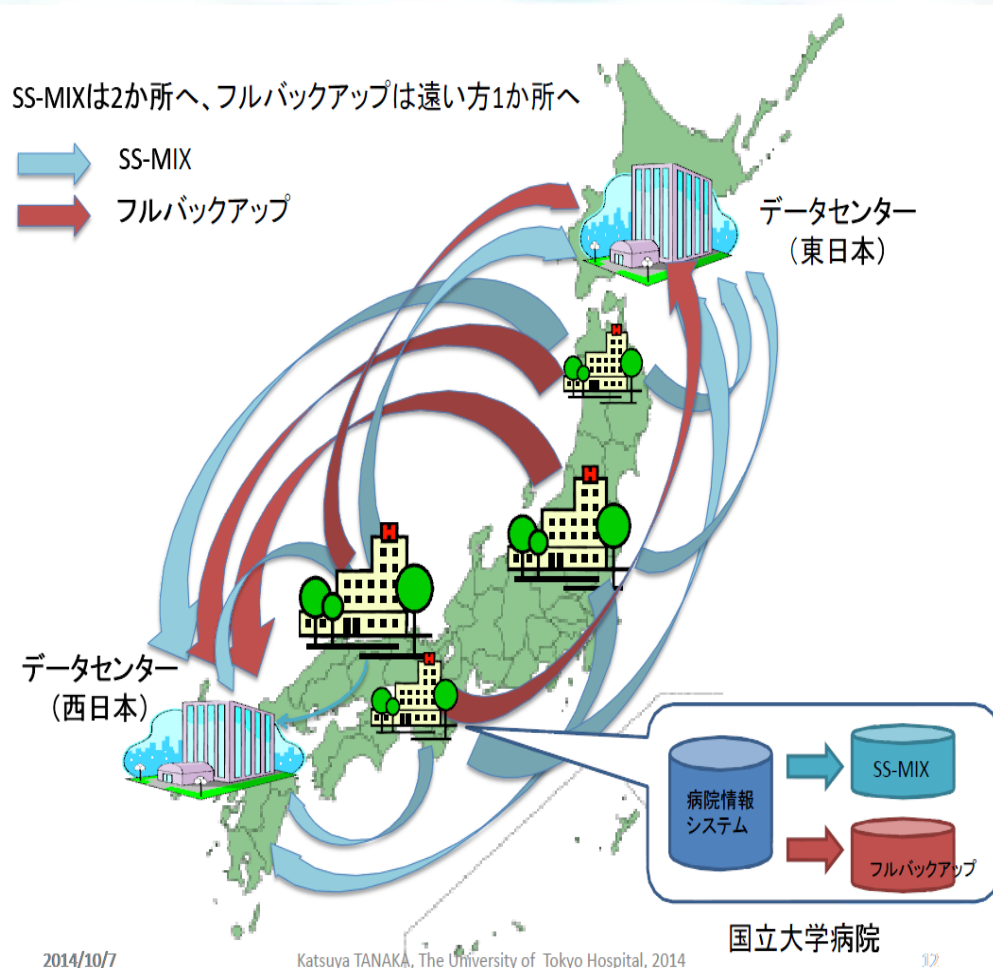 SS-MIXは2か所へ、フルバックアップは遠い方1か所へ
SS-MIX
フルバックアップ
データセンター
（東日本）
H
H
H
データセンター
（西日本）
H
病院情報
システム
SS-MIX
フルバックアップ
国立大学病院
2014/10/7
Katsuya TANAKA, The University of Tokyo Hospital, 2014
12